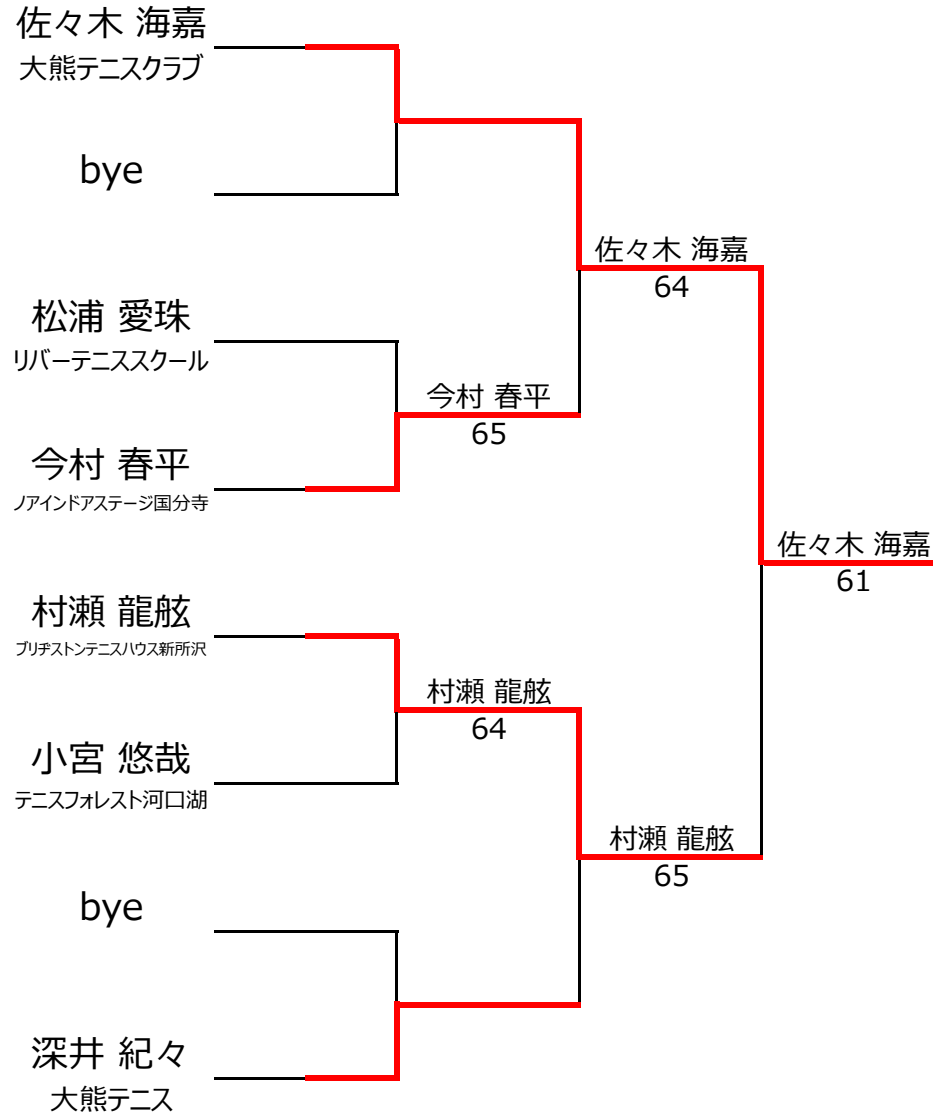 佐々木 海嘉
大熊テニスクラブ
bye
佐々木 海嘉
64
松浦 愛珠
リバーテニススクール
今村 春平
65
今村 春平
ノアインドアステージ国分寺
佐々木 海嘉
61
村瀬 龍舷
ブリヂストンテニスハウス新所沢
村瀬 龍舷
64
小宮 悠哉
テニスフォレスト河口湖
村瀬 龍舷
65
bye
深井 紀々
大熊テニス